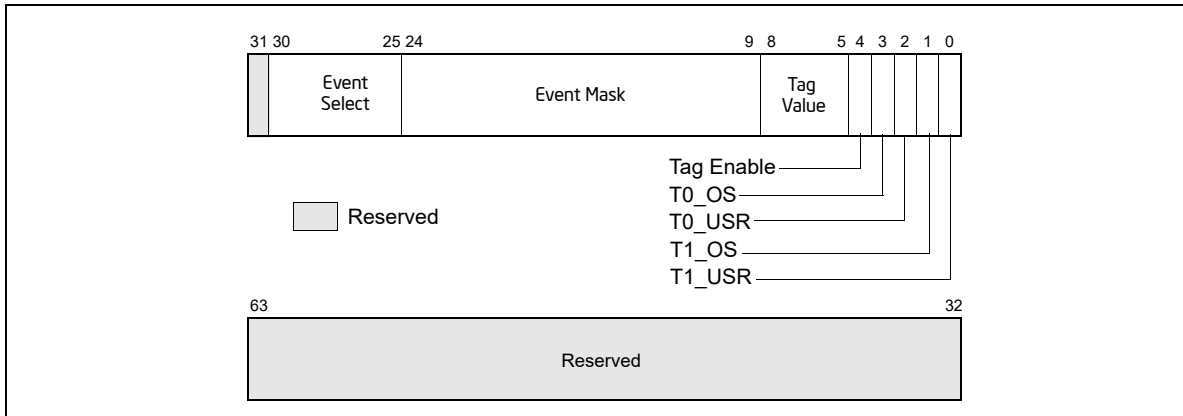 31 30 25 24 9 8 5 4 3 2 1 0
Event
Select
Event Mask
Tag
Value
Tag Enable
T0_OS
T0_USR
T1_OS
T1_USR
Reserved
63 32
Reserved